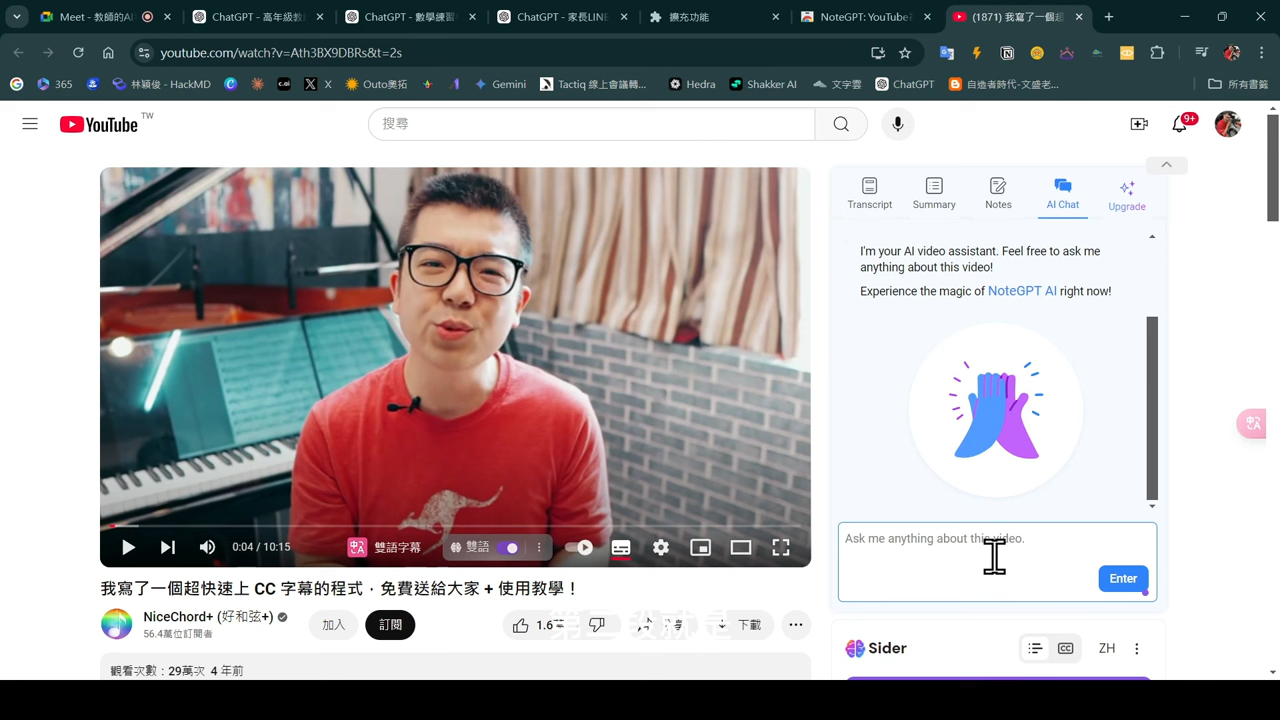 Meet - 教師的AI
ChatGPT - 高年級教
ChatGPT - 數學練習
ChatGPT - 家長LINE
擴充功能
NoteGPT: YouTube
(1871) 我寫了一個超
youtube.com/watch?v=Ath3BX9DBRs&t=2s
365
林穎俊 - HackMD
c.ai
X
Outo奧拓
Gemini
Tactiq 線上會議轉...
Hedra
Shakker AI
文字雲
ChatGPT
自造者時代-文盛老...
所有書籤
YouTube TW
搜尋
9+
Transcript
Summary
Notes
AI Chat
Upgrade
I'm your AI video assistant. Feel free to ask me
anything about this video!
Experience the magic of NoteGPT AI right now!
Ask me anything about this video.
Enter
0:04 / 10:15
雙語字幕
雙語
我寫了一個超快速上 CC 字幕的程式，免費送給大家 + 使用教學！
NiceChord+ (好和弦+)
56.4萬位訂閱者
加入
訂閱
1.6
下載
第二段就是
觀看次數：29萬次 4 年前
Sider
CC
ZH